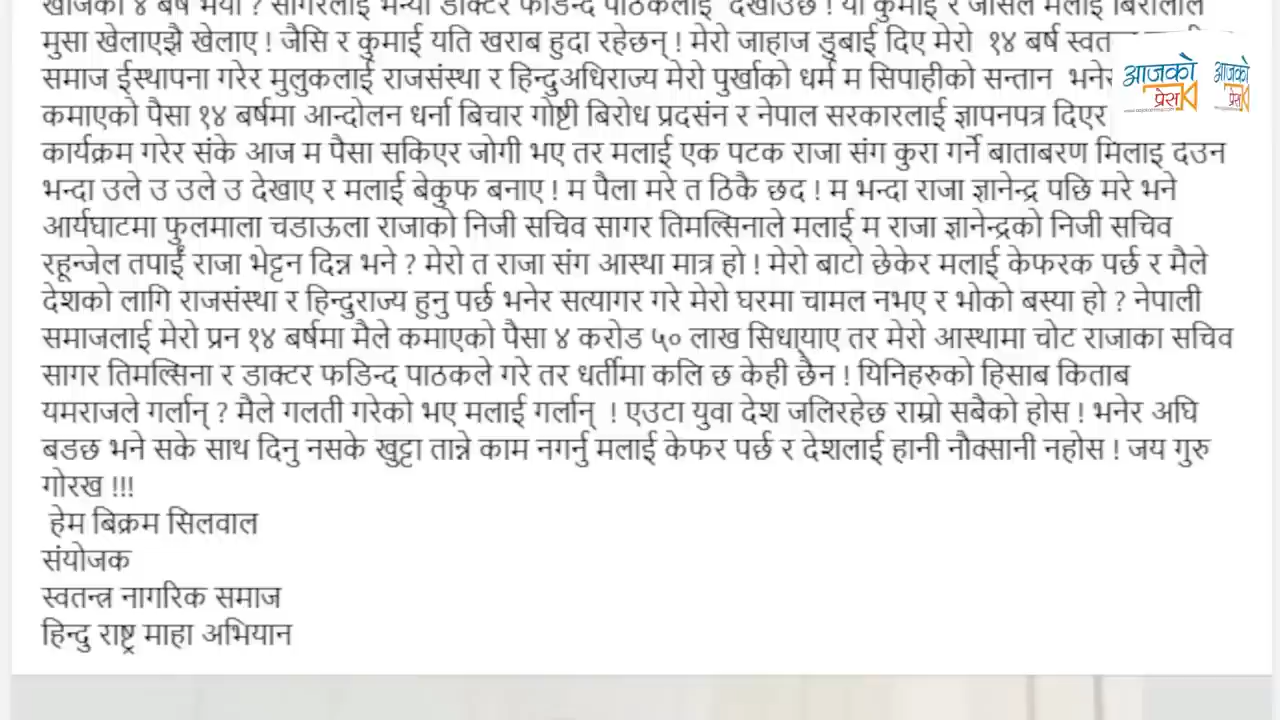 खोजेको ४ बर्ष भयो ? सागरलाई भन्यो डाक्टर फडिन्द पाठकलाई देखाउछ ! यो कुमाई र जैसिले मलाई बिरालोले
मुसा खेलाएझै खेलाए ! जैसि र कुमाई यति खराब हुदा रहेछन् ! मेरो जाहाज डुबाई दिए मेरो १४ बर्ष
समाज ईस्थापना गरेर मुलुकलाई राजसंस्था र हिन्दुअधिराज्य मेरो पुर्खाको धर्म म सिपाहीको सन्तान भनेर
कमाएको पैसा १४ बर्षमा आन्दोलन धर्ना बिचार गोष्टी बिरोध प्रदर्सन र नेपाल सरकारलाई ज्ञापनपत्र दिएर
कार्यक्रम गरेर संके आज म पैसा सकिएर जोगी भए तर मलाई एक पटक राजा संग कुरा गर्ने बाताबरण मिलाइ दउन
भन्दा उले उ उले उ देखाए र मलाई बेकुफ बनाए ! म पैला मरे त ठिकै छद ! म भन्दा राजा ज्ञानेन्द्र पछि मरे भने
आर्यघाटमा फुलमाला चडाऊला राजाको निजी सचिव सागर तिमल्सिनाले मलाई म राजा ज्ञानेन्द्रको निजी सचिव
रहून्जेल तपाईं राजा भेट्टन दिन्न भने ? मेरो त राजा संग आस्था मात्र हो ! मेरो बाटो छेकेर मलाई केफरक पर्छ र मैले
देशको लागि राजसंस्था र हिन्दुराज्य हुनु पर्छ भनेर सत्यागर गरे मेरो घरमा चामल नभए र भोको बस्या हो ? नेपाली
समाजलाई मेरो प्रन १४ बर्षमा मैले कमाएको पैसा ४ करोड ५० लाख सिधायाए तर मेरो आस्थामा चोट राजाका सचिव
सागर तिमल्सिना र डाक्टर फडिन्द पाठकले गरे तर धर्तीमा कलि छ केही छैन ! यिनिहरुको हिसाब किताब
यमराजले गर्लान् ? मैले गलती गरेको भए मलाई गर्लान् ! एउटा युवा देश जलिरहेछ राम्रो सबैको होस ! भनेर अघि
बडछ भने सके साथ दिनु नसके खुट्टा तान्ने काम नगर्नु मलाई केफर पर्छ र देशलाई हानी नौक्सानी नहोस ! जय गुरु
गोरख !!!
हेम बिक्रम सिलवाल
संयोजक
स्वतन्त्र नागरिक समाज
हिन्दु राष्ट्र माहा अभियान
आजको
प्रेस
आजको
प्रेस